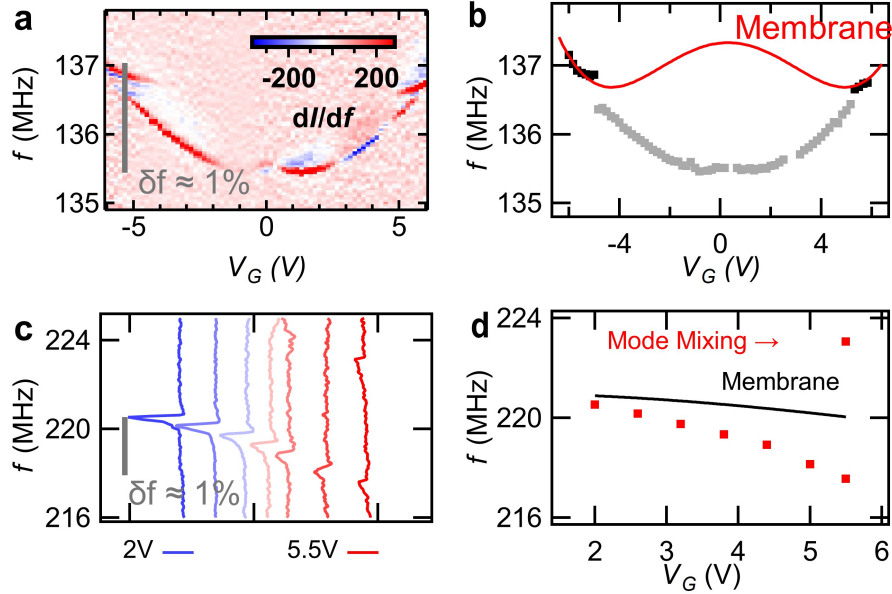 a
dI/df
-200 200
δf ≈ 1%
137
136
135
f (MHz)
-5 0 5
V_G (V)
b
Membrane
137
136
135
f (MHz)
-4 0 4
V_G (V)
c
224
220
216
f (MHz)
δf ≈ 1%
2V 5.5V
d
Mode Mixing →
Membrane
224
220
216
f (MHz)
2 3 4 5 6
V_G (V)